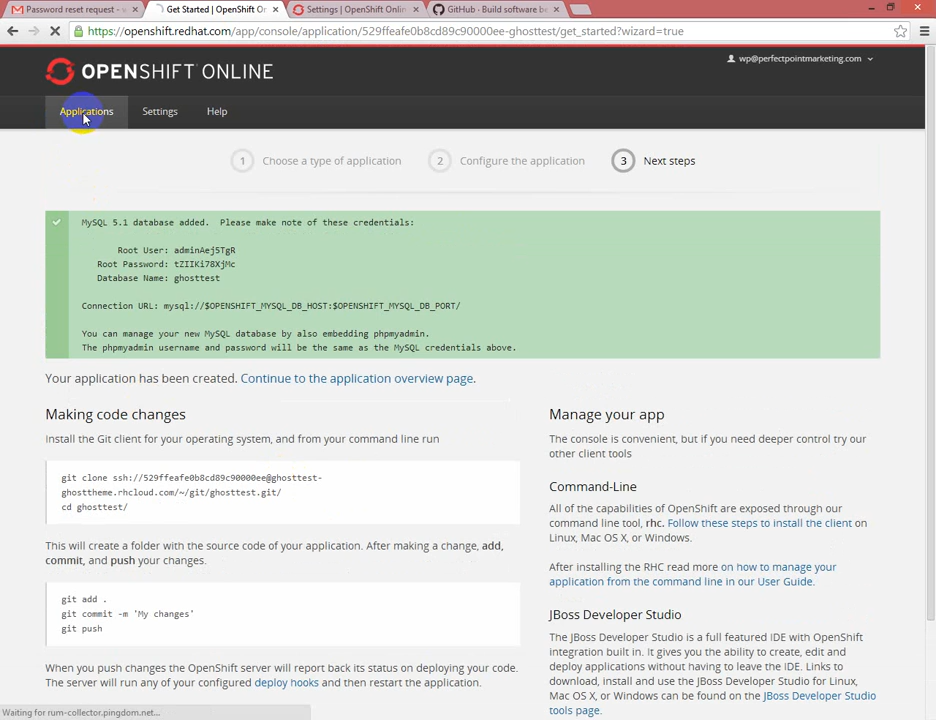 Password reset request - v
Get Started | OpenShift On
Settings | OpenShift Online
GitHub · Build software be
https://openshift.redhat.com/app/console/application/529ffeafe0b8cd89c90000ee-ghosttest/get_started?wizard=true
OPENSHIFT ONLINE
wp@perfectpointmarketing.com
Applications
Settings
Help
1 Choose a type of application
2 Configure the application
3 Next steps
MySQL 5.1 database added. Please make note of these credentials:
Root User: adminAej5TgR
Root Password: tZIIKi78XjMc
Database Name: ghosttest
Connection URL: mysql://$OPENSHIFT_MYSQL_DB_HOST:$OPENSHIFT_MYSQL_DB_PORT/
You can manage your new MySQL database by also embedding phpmyadmin.
The phpmyadmin username and password will be the same as the MySQL credentials above.
Your application has been created. Continue to the application overview page.
Making code changes
Install the Git client for your operating system, and from your command line run
git clone ssh://529ffeafe0b8cd89c90000ee@ghosttest-
ghosttheme.rhcloud.com/~/git/ghosttest.git/
cd ghosttest/
This will create a folder with the source code of your application. After making a change, add,
commit, and push your changes.
git add .
git commit -m 'My changes'
git push
When you push changes the OpenShift server will report back its status on deploying your code.
The server will run any of your configured deploy hooks and then restart the application.
Manage your app
The console is convenient, but if you need deeper control try our
other client tools
Command-Line
All of the capabilities of OpenShift are exposed through our
command line tool, rhc. Follow these steps to install the client on
Linux, Mac OS X, or Windows.
After installing the RHC read more on how to manage your
application from the command line in our User Guide.
JBoss Developer Studio
The JBoss Developer Studio is a full featured IDE with OpenShift
integration built in. It gives you the ability to create, edit and
deploy applications without having to leave the IDE. Links to
download, install and use the JBoss Developer Studio for Linux,
Mac OS X, or Windows can be found on the JBoss Developer Studio
tools page.
Waiting for rum-collector.pingdom.net...